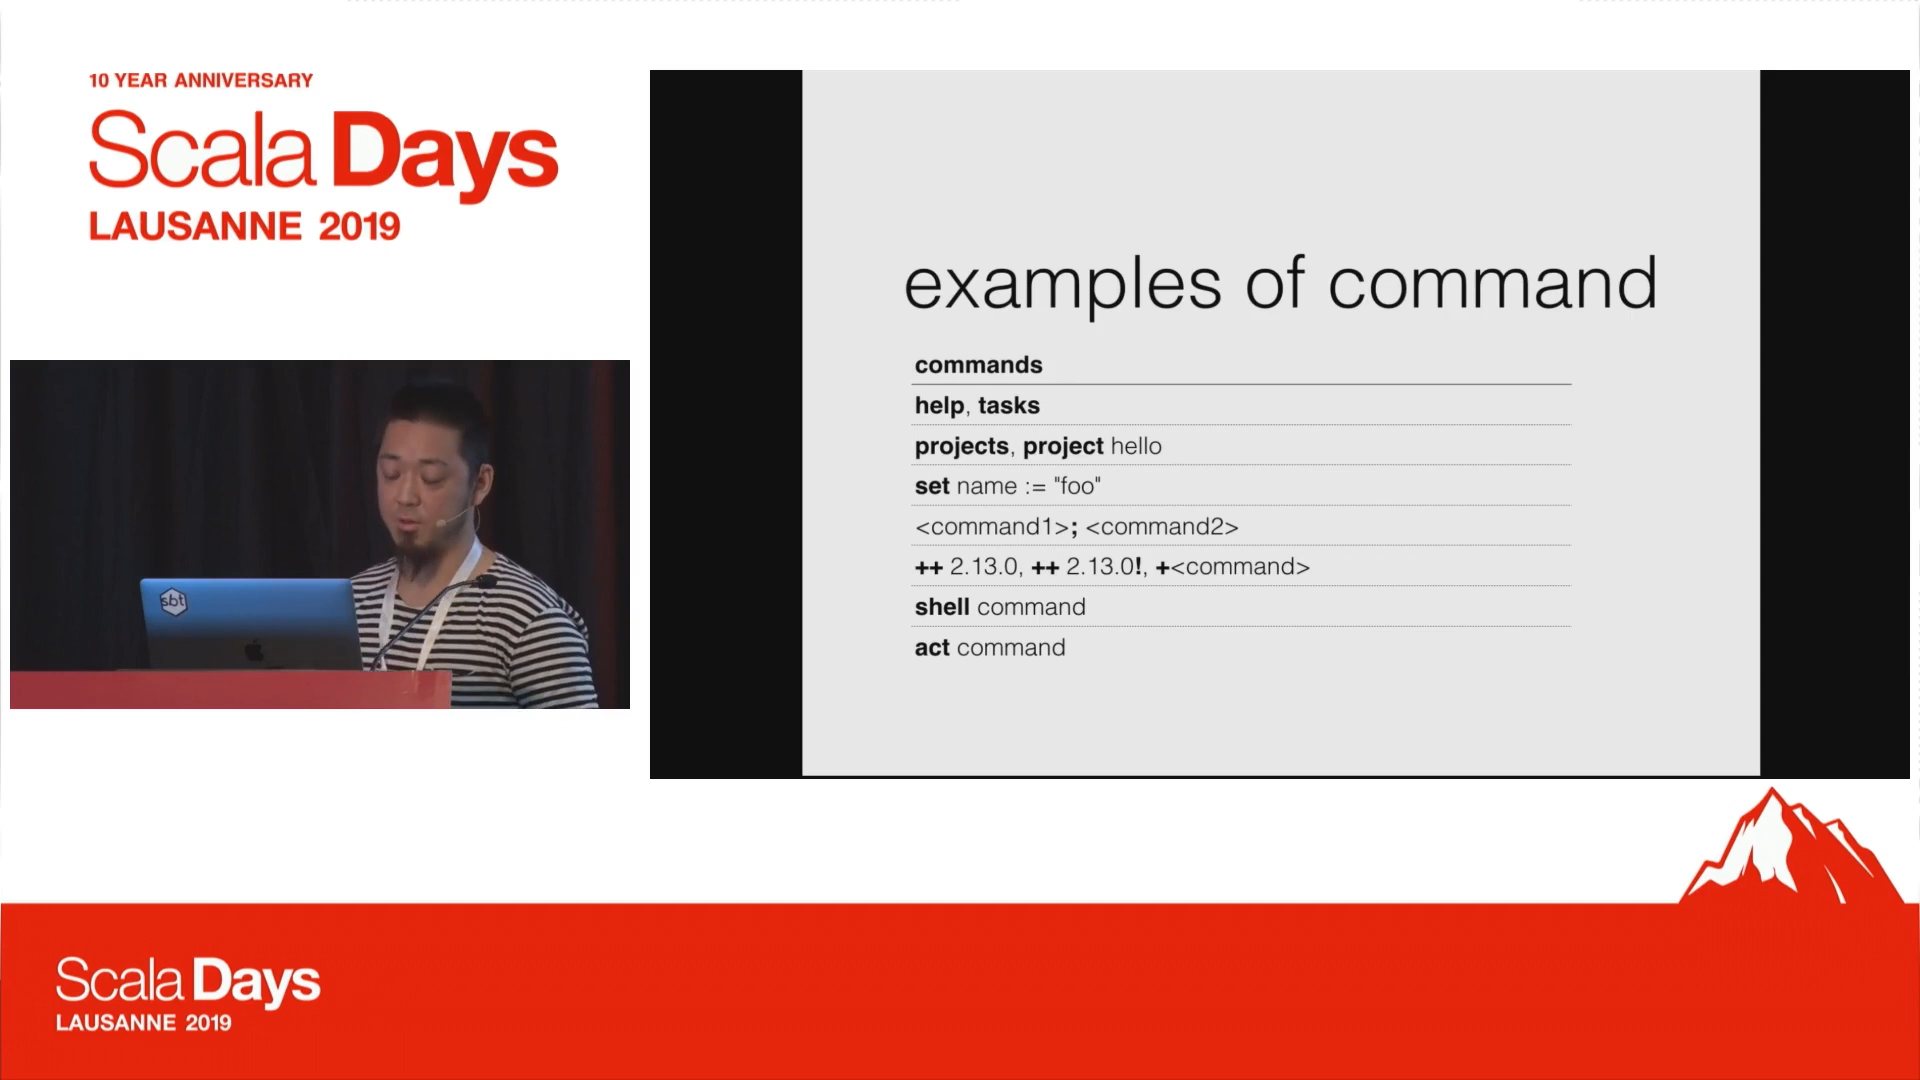 10 YEAR ANNIVERSARY
Scala Days
LAUSANNE 2019
sbt
examples of command
commands
help, tasks
projects, project hello
set name := "foo"
<command1>; <command2>
++ 2.13.0, ++ 2.13.0!, +<command>
shell command
act command
Scala Days
LAUSANNE 2019